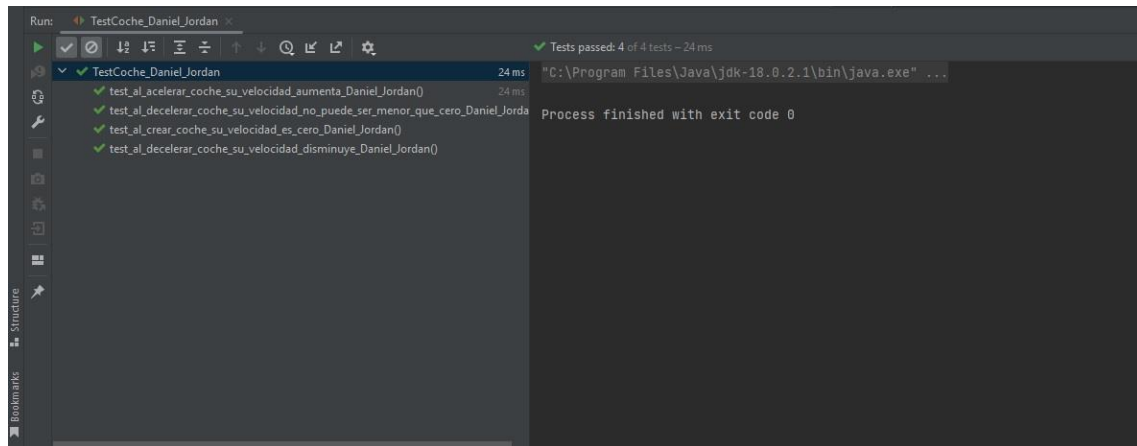 Run: TestCoche_Daniel_Jordan
Tests passed: 4 of 4 tests – 24 ms
TestCoche_Daniel_Jordan 24 ms
test_al_acelerar_coche_su_velocidad_aumenta_Daniel_Jordan() 24 ms
test_al_decelerar_coche_su_velocidad_no_puede_ser_menor_que_cero_Daniel_Jorda
test_al_crear_coche_su_velocidad_es_cero_Daniel_Jordan()
test_al_decelerar_coche_su_velocidad_disminuye_Daniel_Jordan()
"C:\Program Files\Java\jdk-18.0.2.1\bin\java.exe" ...
Process finished with exit code 0
Structure
Bookmarks